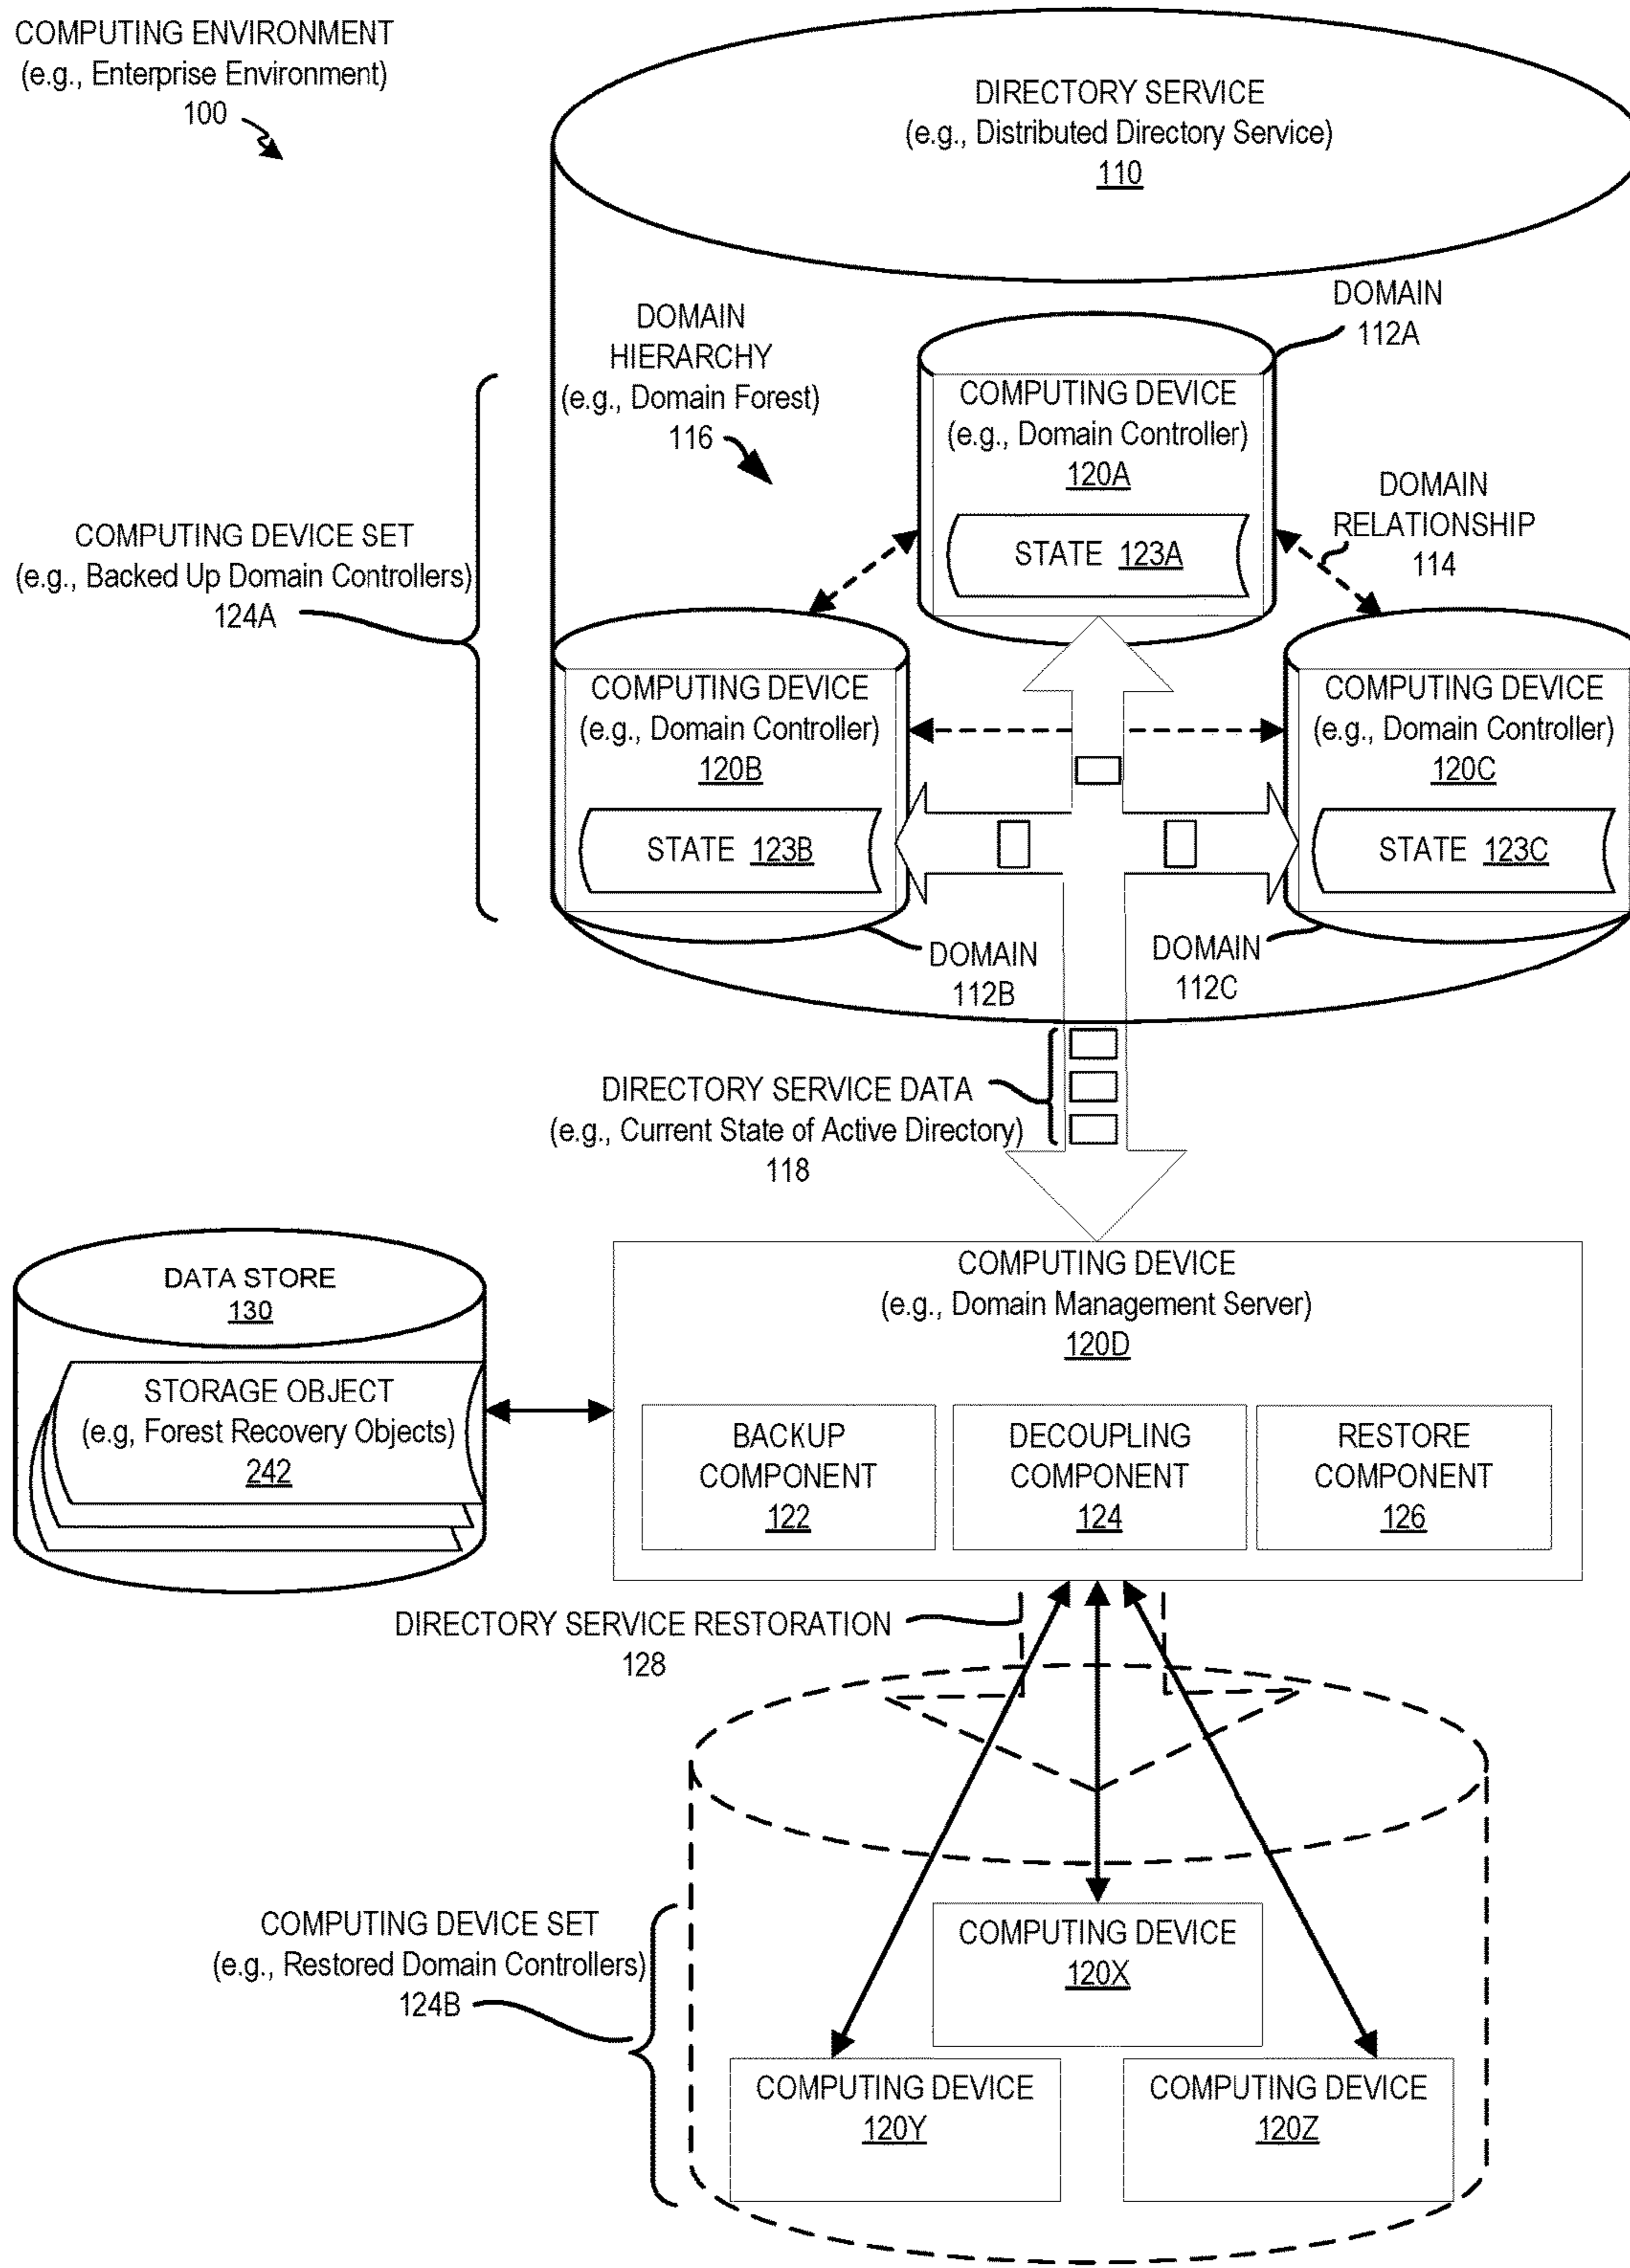 COMPUTING ENVIRONMENT
(e.g., Enterprise Environment)
100
DIRECTORY SERVICE
(e.g., Distributed Directory Service)
110
DOMAIN
112A
DOMAIN
HIERARCHY
(e.g., Domain Forest)
116
COMPUTING DEVICE
(e.g., Domain Controller)
120A
STATE 123A
DOMAIN
RELATIONSHIP
114
COMPUTING DEVICE SET
(e.g., Backed Up Domain Controllers)
124A
COMPUTING DEVICE
(e.g., Domain Controller)
120B
STATE 123B
COMPUTING DEVICE
(e.g., Domain Controller)
120C
STATE 123C
DOMAIN
112B
DOMAIN
112C
DIRECTORY SERVICE DATA
(e.g., Current State of Active Directory)
118
DATA STORE
130
STORAGE OBJECT
(e.g, Forest Recovery Objects)
242
COMPUTING DEVICE
(e.g., Domain Management Server)
120D
BACKUP
COMPONENT
122
DECOUPLING
COMPONENT
124
RESTORE
COMPONENT
126
DIRECTORY SERVICE RESTORATION
128
COMPUTING DEVICE SET
(e.g., Restored Domain Controllers)
124B
COMPUTING DEVICE
120X
COMPUTING DEVICE
120Y
COMPUTING DEVICE
120Z